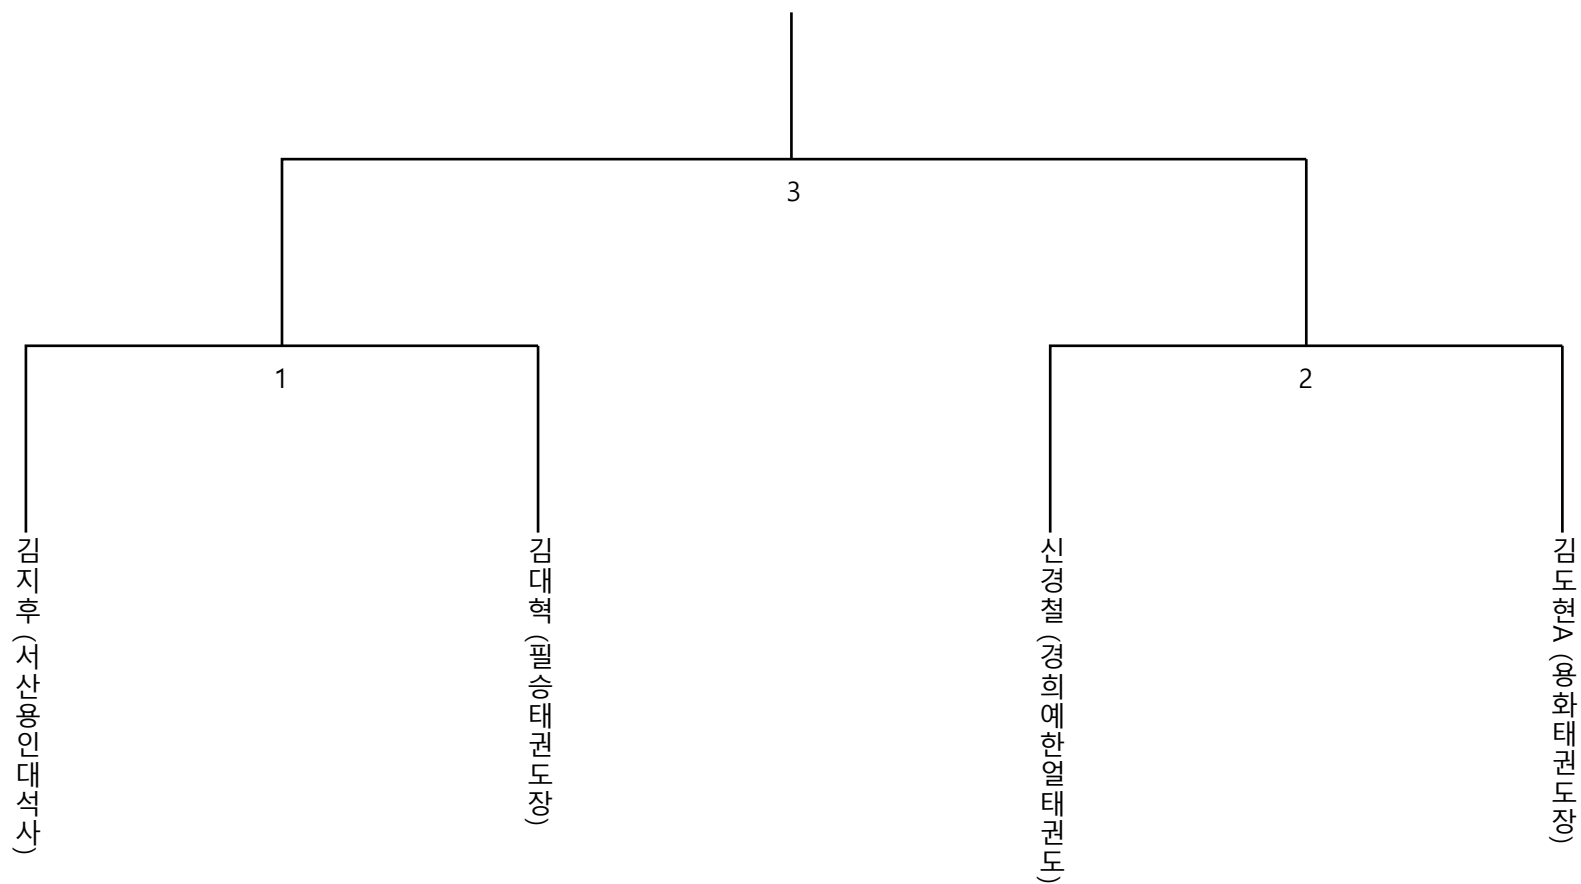 3
1
2
김지후 (서산용인대석사)
김대혁 (필승태권도장)
신경철 (경희예한얼태권도)
김도현A (용화태권도장)